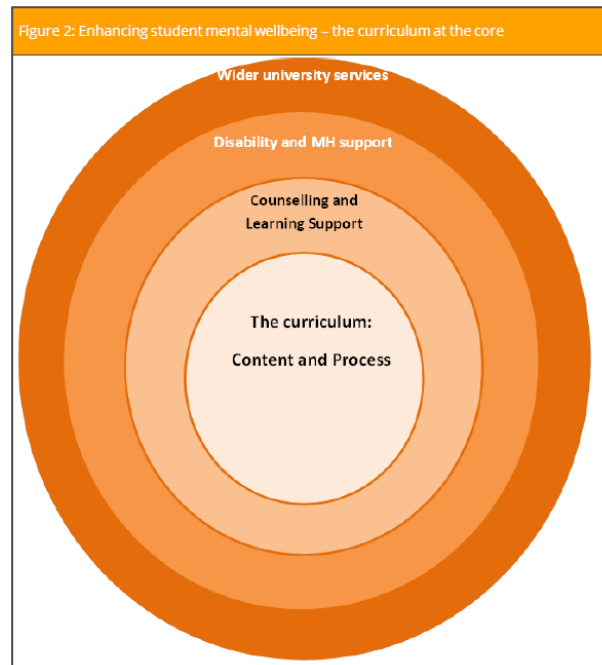 Figure 2: Enhancing student mental wellbeing – the curriculum at the core
Wider university services
Disability and MH support
Counselling and
Learning Support
The curriculum:
Content and Process